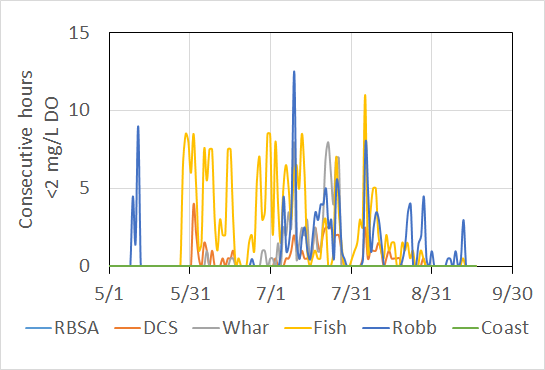 Consecutive hours
<2 mg/L DO
15
10
5
0
5/1 5/31 7/1 7/31 8/31 9/30
RBSA DCS Whar Fish Robb Coast